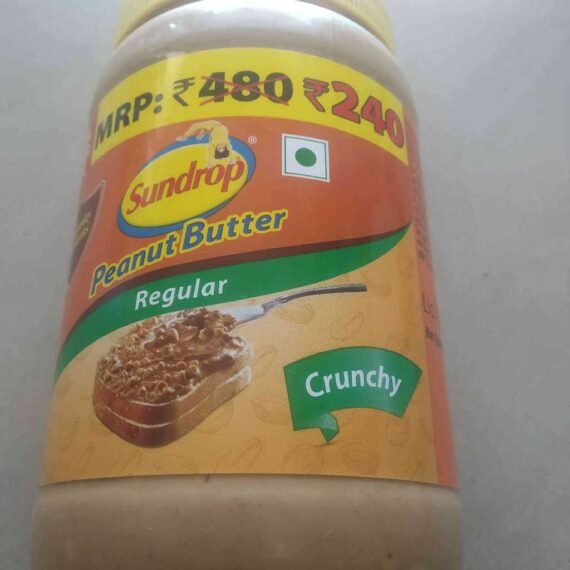 MRP: ₹480 ₹240
Sundrop®
Peanut Butter
Regular
Crunchy